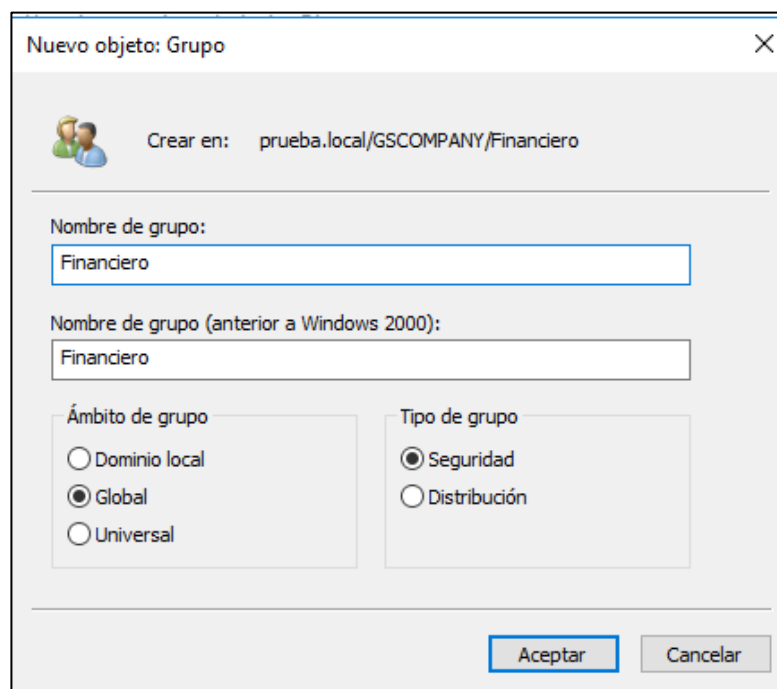 Nuevo objeto: Grupo
Crear en: prueba.local/GSCOMPANY/Financiero
Nombre de grupo:
Financiero
Nombre de grupo (anterior a Windows 2000):
Financiero
Ámbito de grupo
Dominio local
Global
Universal
Tipo de grupo
Seguridad
Distribución
Aceptar Cancelar